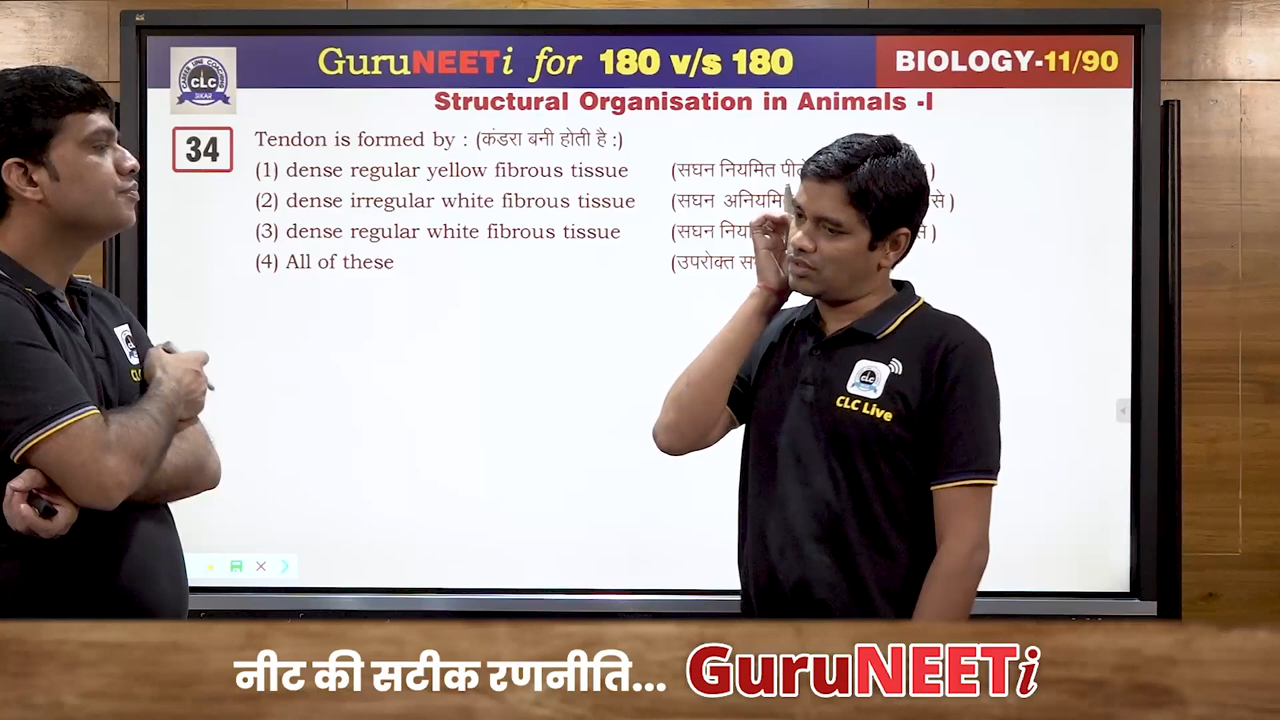 GuruNEETi for 180 v/s 180
BIOLOGY-11/90
CLC
SIKAR
Structural Organisation in Animals -I
34
Tendon is formed by : (कंडरा बनी होती है :)
(1) dense regular yellow fibrous tissue (सघन नियमित )
(2) dense irregular white fibrous tissue (सघन से )
(3) dense regular white fibrous tissue (सघन से )
(4) All of these (उपरोक्त
CLC
CLC Live
नीट की सटीक रणनीति... GuruNEETi